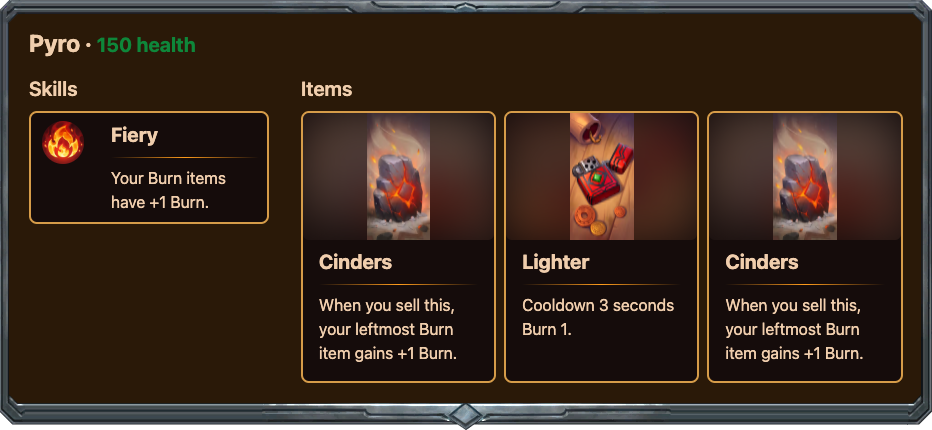 Pyro · 150 health
Skills
Fiery
Your Burn items
have +1 Burn.
Items
Cinders
When you sell this,
your leftmost Burn
item gains +1 Burn.
Lighter
Cooldown 3 seconds
Burn 1.
Cinders
When you sell this,
your leftmost Burn
item gains +1 Burn.